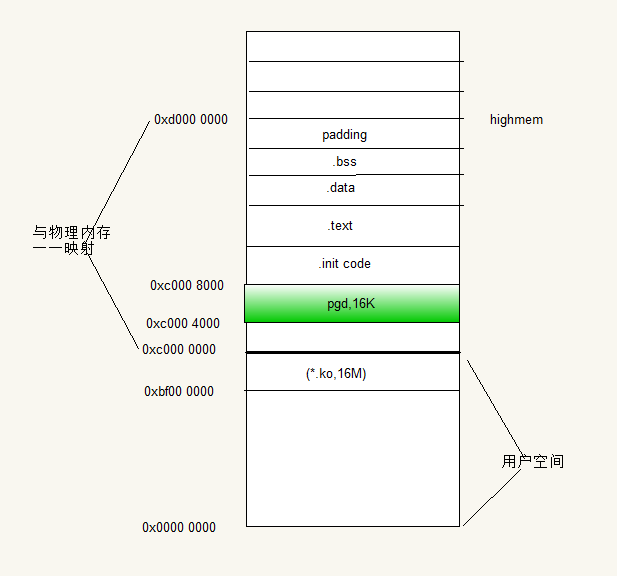 0xd000 0000
highmem
padding
.bss
.data
.text
与物理内存
一一映射
.init code
0xc000 8000
pgd,16K
0xc000 4000
0xc000 0000
(*.ko,16M)
0xbf00 0000
用户空间
0x0000 0000